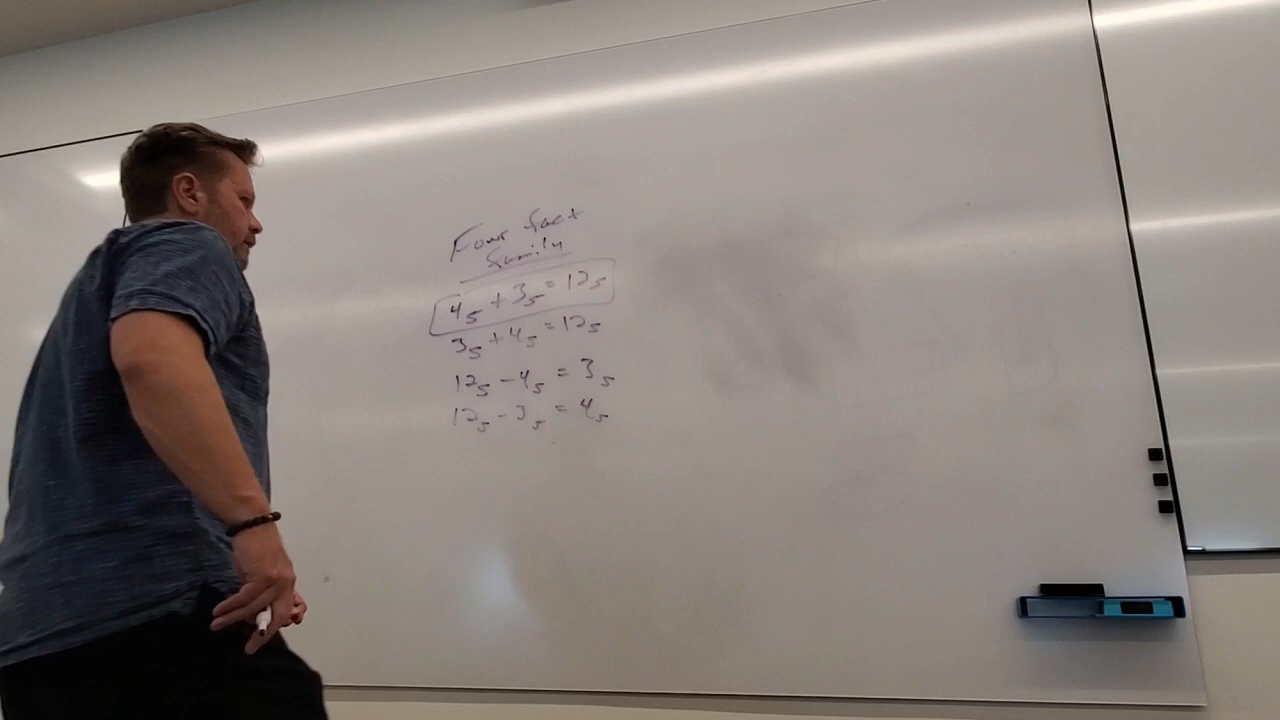 Four fact
family
4₅ + 3₅ = 12₅
3₅ + 4₅ = 12₅
12₅ - 4₅ = 3₅
12₅ - 3₅ = 4₅